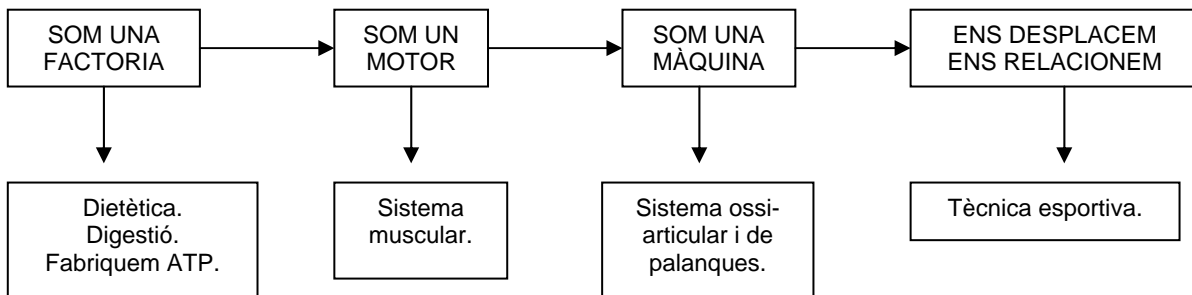 SOM UNA
FACTORIA
SOM UN
MOTOR
SOM UNA
MÀQUINA
ENS DESPLACEM
ENS RELACIONEM
Dietètica.
Digestió.
Fabriquem ATP.
Sistema
muscular.
Sistema ossi-
articular i de
palanques.
Tècnica esportiva.